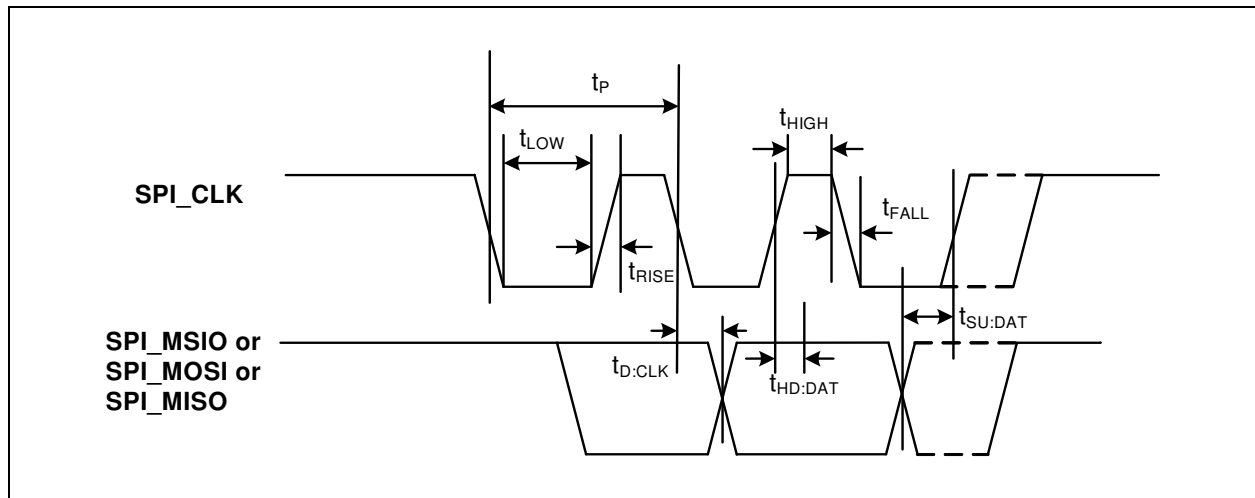 tP
tHIGH
tLOW
SPI_CLK
tFALL
tRISE
tSU:DAT
SPI_MSIO or
SPI_MOSI or
SPI_MISO
tD:CLK
tHD:DAT